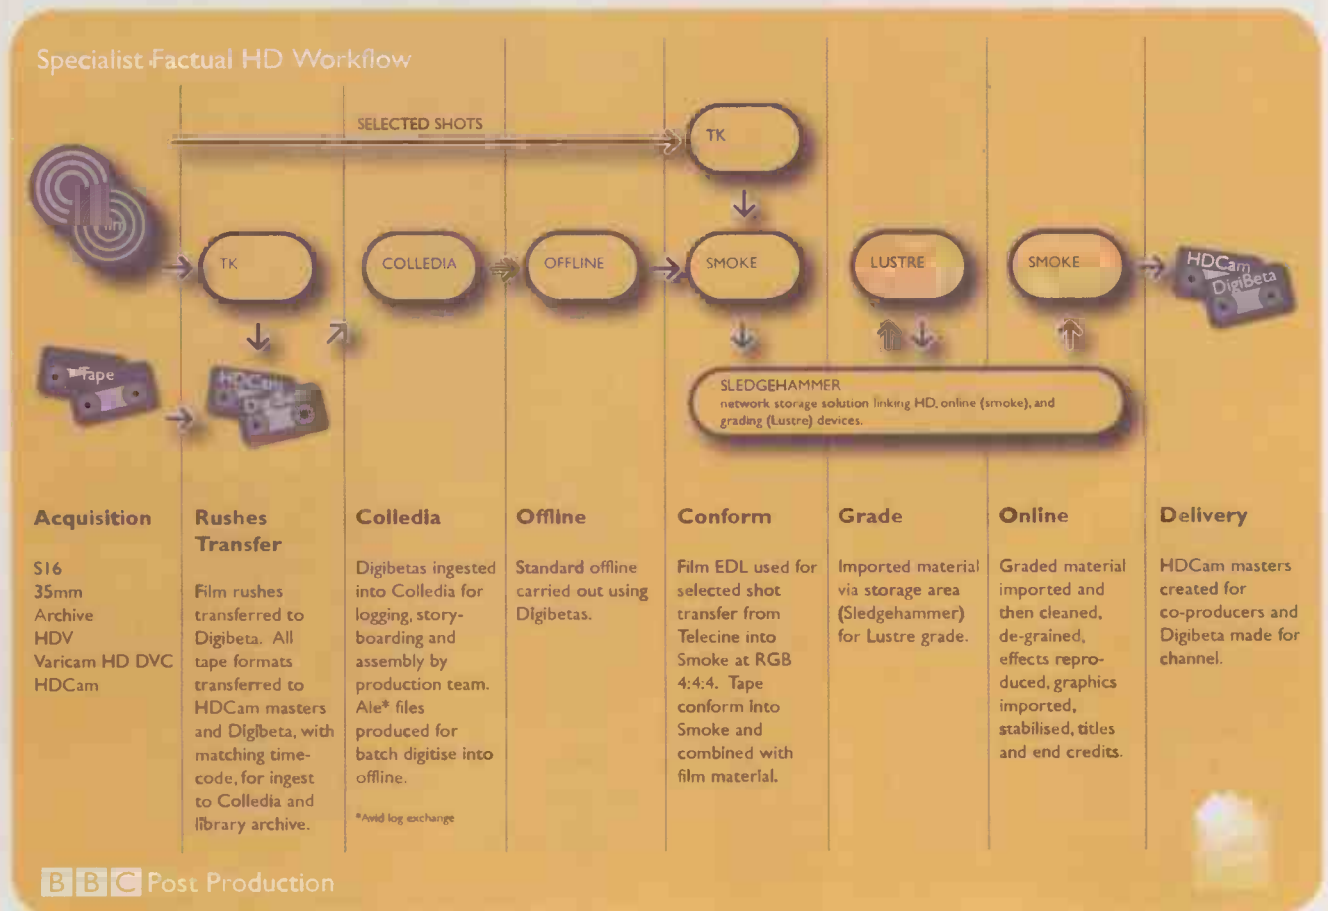 Specialist Factual HD Workflow
SELECTED SHOTS
TK
Film
TK
COLLEDIA
OFFLINE
SMOKE
LUSTRE
SMOKE
HDCam
DigiBeta
Tape
HDCam
SLEDGEHAMMER
network storage solution linking HD, online (smoke), and
grading (Lustre) devices.
Acquisition
S16
35mm
Archive
HDV
Varicam HD DVC
HDCam
Rushes
Transfer
Film rushes
transferred to
Digibeta. All
tape formats
transferred to
HDCam masters
and Digibeta, with
matching time-
code, for ingest
to Colledia and
library archive.
Colledia
Digibetas ingested
into Colledia for
logging, story-
boarding and
assembly by
production team.
Ale* files
produced for
batch digitise into
offline.
*Avid log exchange
Offline
Standard offline
carried out using
Digibetas.
Conform
Film EDL used for
selected shot
transfer from
Telecine into
Smoke at RGB
4:4:4. Tape
conform into
Smoke and
combined with
film material.
Grade
Imported material
via storage area
(Sledgehammer)
for Lustre grade.
Online
Graded material
imported and
then cleaned,
de-grained,
effects repro-
duced, graphics
imported,
stabilised, titles
and end credits.
Delivery
HDCam masters
created for
co-producers and
Digibeta made for
channel.
BBC Post Production